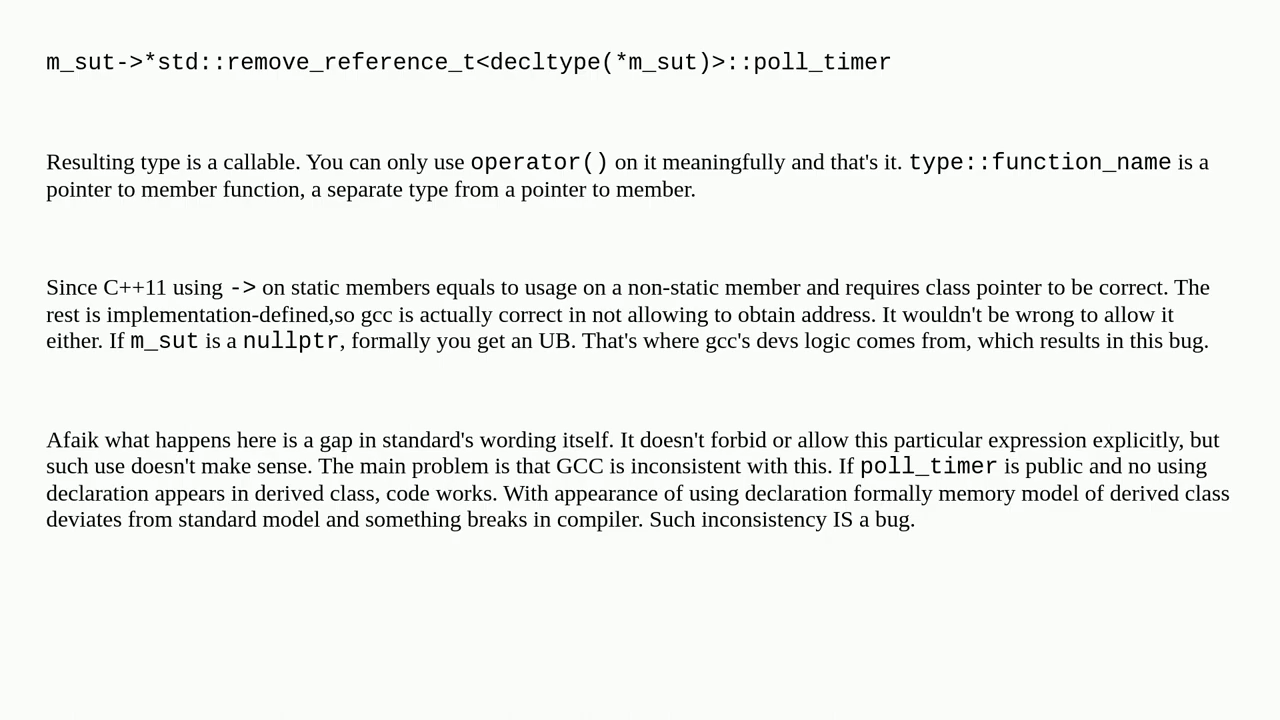 m_sut->*std::remove_reference_t<decltype(*m_sut)>::poll_timer
Resulting type is a callable. You can only use operator() on it meaningfully and that's it. type::function_name is a
pointer to member function, a separate type from a pointer to member.
Since C++11 using -> on static members equals to usage on a non-static member and requires class pointer to be correct. The
rest is implementation-defined,so gcc is actually correct in not allowing to obtain address. It wouldn't be wrong to allow it
either. If m_sut is a nullptr, formally you get an UB. That's where gcc's devs logic comes from, which results in this bug.
Afaik what happens here is a gap in standard's wording itself. It doesn't forbid or allow this particular expression explicitly, but
such use doesn't make sense. The main problem is that GCC is inconsistent with this. If poll_timer is public and no using
declaration appears in derived class, code works. With appearance of using declaration formally memory model of derived class
deviates from standard model and something breaks in compiler. Such inconsistency IS a bug.